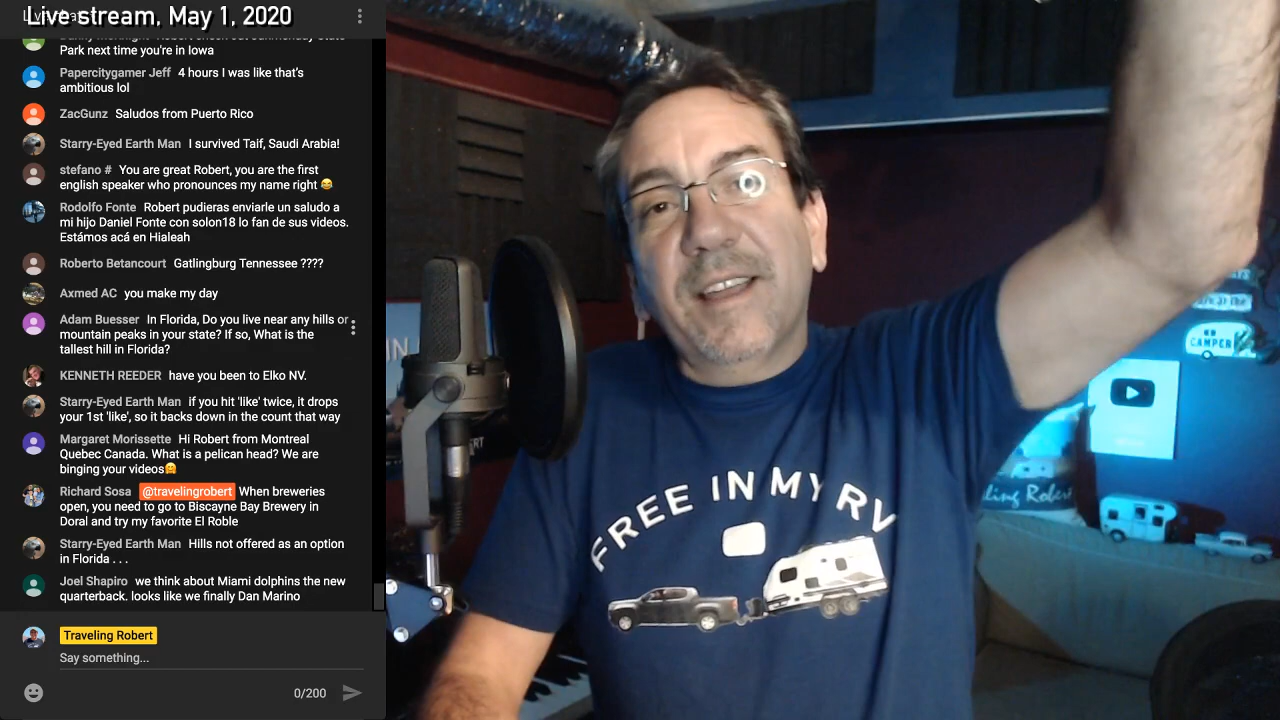 Live stream, May 1, 2020
Park next time you're in Iowa
Papercitygamer Jeff 4 hours I was like that's
ambitious lol
ZacGunz Saludos from Puerto Rico
Starry-Eyed Earth Man I survived Taif, Saudi Arabia!
stefano # You are great Robert, you are the first
english speaker who pronounces my name right 😂
Rodolfo Fonte Robert pudieras enviarle un saludo a
mi hijo Daniel Fonte con solon18 lo fan de sus videos.
Estámos acá en Hialeah
Roberto Betancourt Gatlingburg Tennessee ????
Axmed AC you make my day
Adam Buesser In Florida, Do you live near any hills or
mountain peaks in your state? If so, What is the
tallest hill in Florida?
KENNETH REEDER have you been to Elko NV.
Starry-Eyed Earth Man if you hit 'like' twice, it drops
your 1st 'like', so it backs down in the count that way
Margaret Morissette Hi Robert from Montreal
Quebec Canada. What is a pelican head? We are
binging your videos🤗
Richard Sosa @travelingrobert When breweries
open, you need to go to Biscayne Bay Brewery in
Doral and try my favorite El Roble
Starry-Eyed Earth Man Hills not offered as an option
in Florida . . .
Joel Shapiro we think about Miami dolphins the new
quarterback. looks like we finally Dan Marino
Traveling Robert
Say something...
0/200
FREE IN MY RV
CAMPER